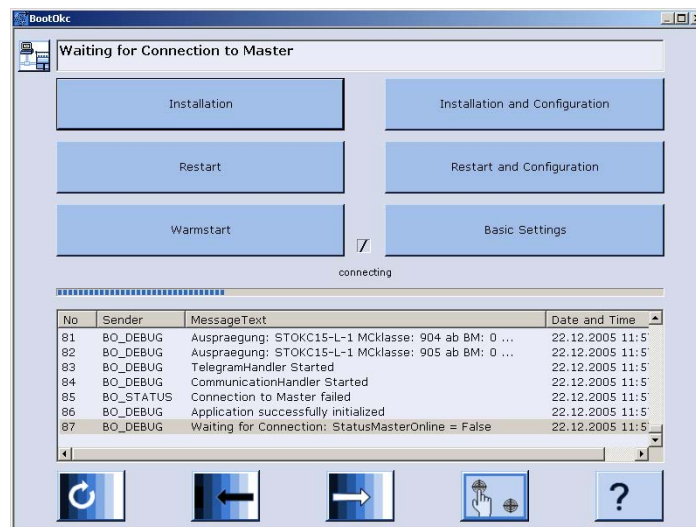 BootOkc
Waiting for Connection to Master
Installation
Installation and Configuration
Restart
Restart and Configuration
Warmstart
Basic Settings
connecting
No Sender MessageText Date and Time
81 BO_DEBUG Auspraegung: STOKC15-L-1 MCklasse: 904 ab BM: 0 ... 22.12.2005 11:5
82 BO_DEBUG Auspraegung: STOKC15-L-1 MCklasse: 905 ab BM: 0 ... 22.12.2005 11:5
83 BO_DEBUG TelegramHandler Started 22.12.2005 11:5
84 BO_DEBUG CommunicationHandler Started 22.12.2005 11:5
85 BO_STATUS Connection to Master failed 22.12.2005 11:5
86 BO_DEBUG Application successfully initialized 22.12.2005 11:5
87 BO_DEBUG Waiting for Connection: StatusMasterOnline = False 22.12.2005 11:5
?